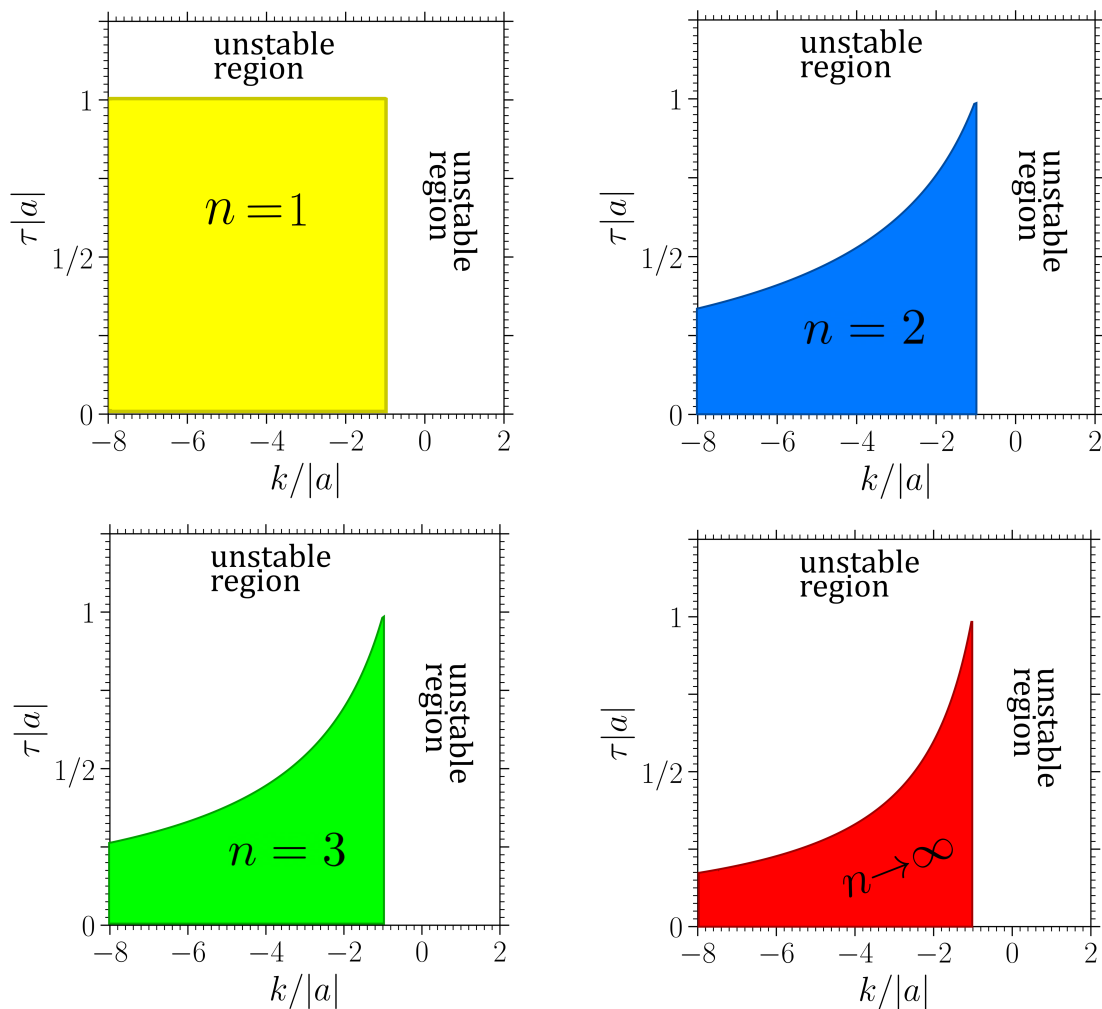 unstable
region
1
n = 1
unstable
region
τ|a|
1/2
0
−8 −6 −4 −2 0 2
k/|a|
unstable
region
1
unstable
region
τ|a|
1/2
n = 2
0
−8 −6 −4 −2 0 2
k/|a|
unstable
region
1
unstable
region
τ|a|
1/2
n = 3
0
−8 −6 −4 −2 0 2
k/|a|
unstable
region
1
unstable
region
τ|a|
1/2
n→∞
0
−8 −6 −4 −2 0 2
k/|a|